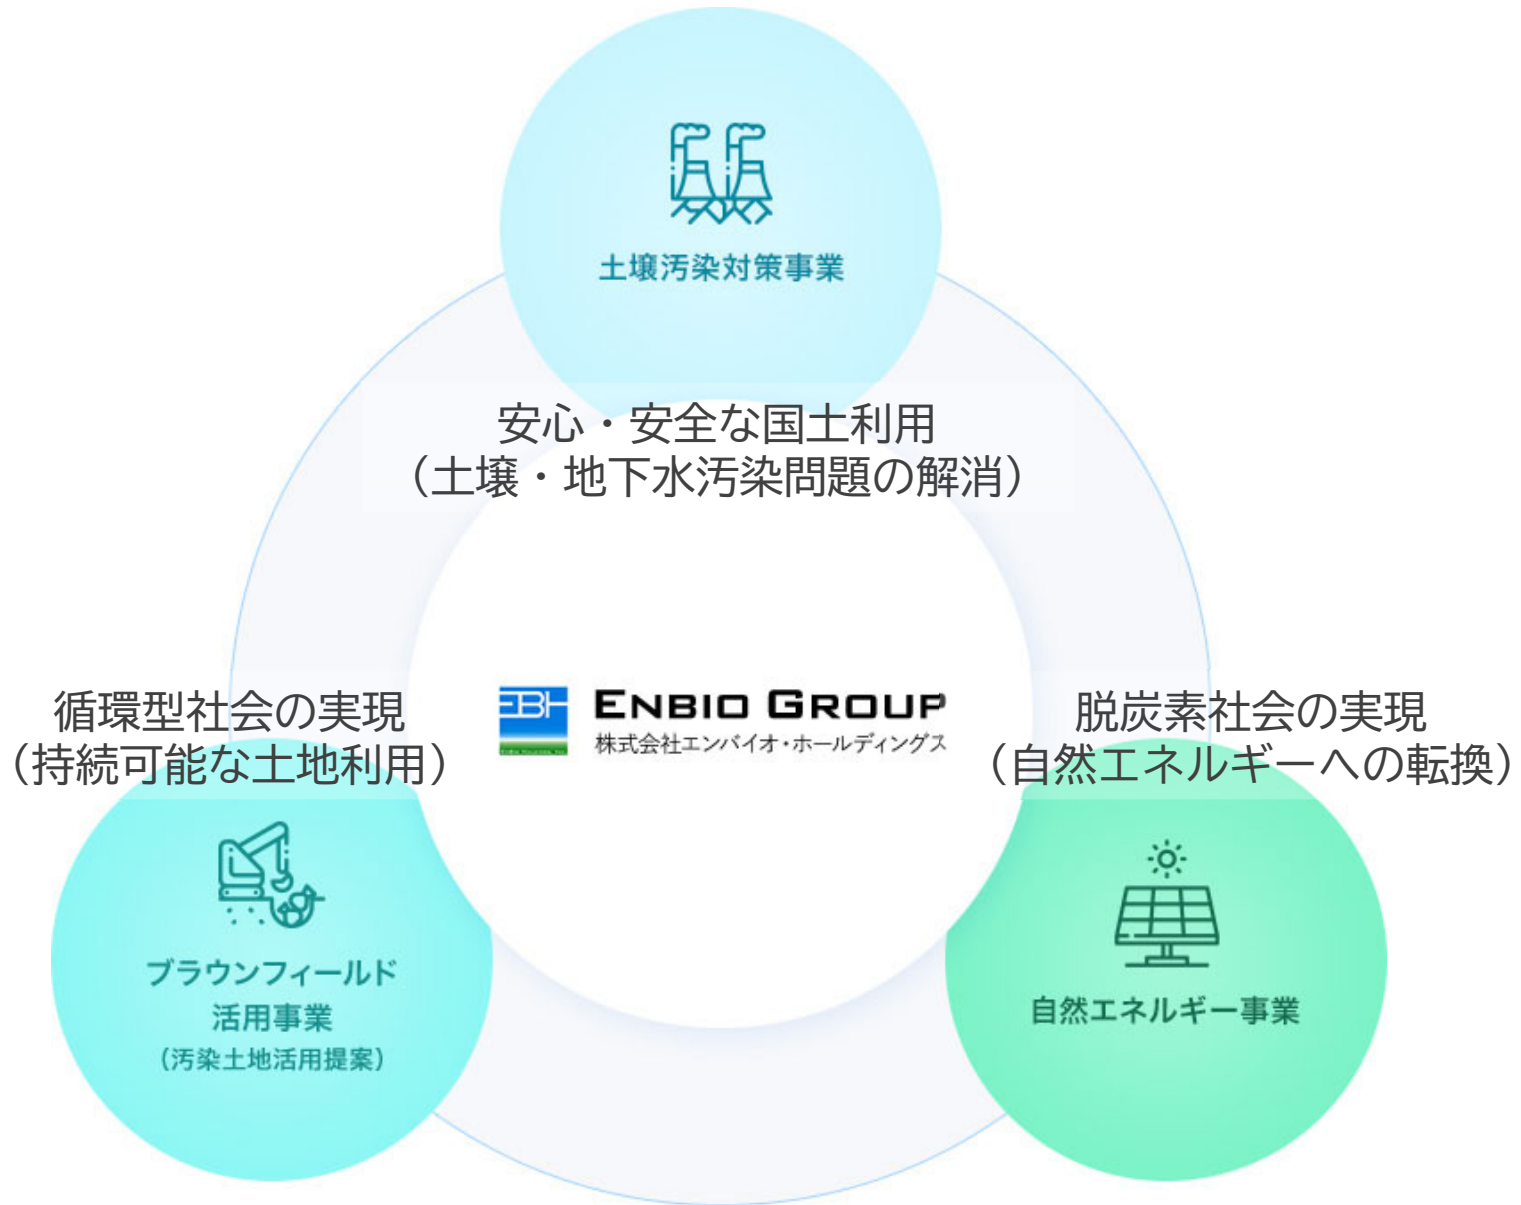 土壌汚染対策事業
安心・安全な国土利用
（土壌・地下水汚染問題の解消）
循環型社会の実現
（持続可能な土地利用）
EBH
ENBIO GROUP
株式会社エンバイオ・ホールディングス
脱炭素社会の実現
（自然エネルギーへの転換）
ブラウンフィールド
活用事業
（汚染土地活用提案）
自然エネルギー事業